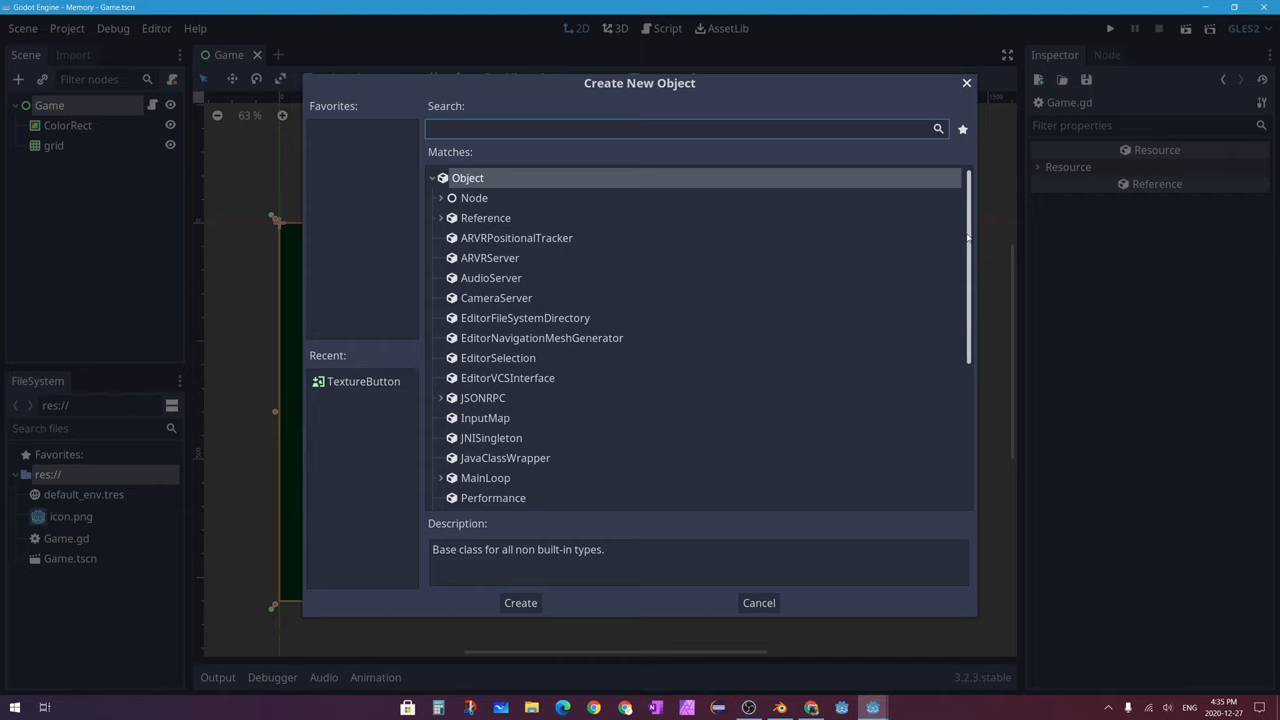 Godot Engine - Memory - Game.tscn
Scene Project Debug Editor Help
2D 3D Script AssetLib
GLES2
Scene Import
Filter nodes
Game
ColorRect
grid
Game
63 %
1500
500
Create New Object
Favorites:
Recent:
TextureButton
Search:
Matches:
Object
Node
Reference
ARVRPositionalTracker
ARVRServer
AudioServer
CameraServer
EditorFileSystemDirectory
EditorNavigationMeshGenerator
EditorSelection
EditorVCSInterface
JSONRPC
InputMap
JNISingleton
JavaClassWrapper
MainLoop
Performance
Description:
Base class for all non built-in types.
Create Cancel
Inspector Node
Game.gd
Filter properties
Resource
Resource
Reference
FileSystem
res://
Search files
Favorites:
res://
default_env.tres
icon.png
Game.gd
Game.tscn
Output Debugger Audio Animation
3.2.3.stable
4:35 PM
2020-12-27